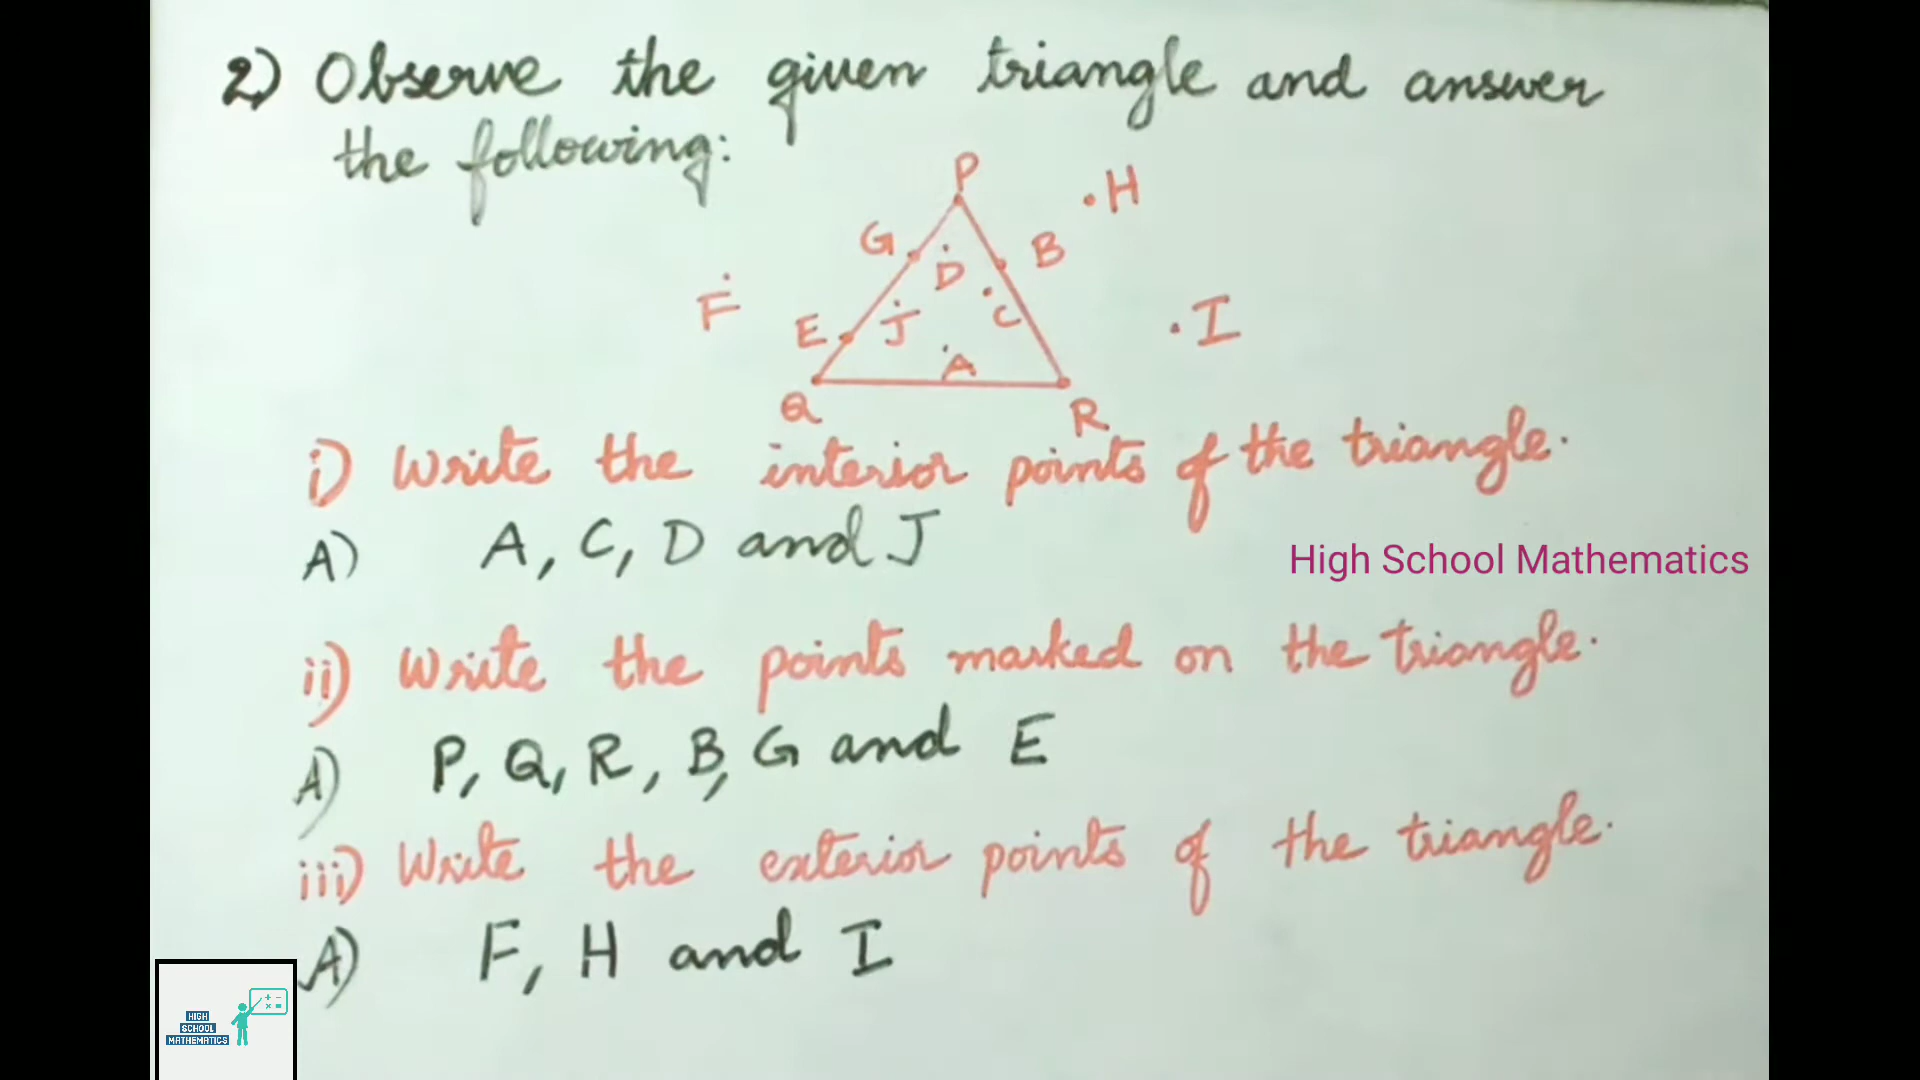 2) Observe the given triangle and answer
the following:
P
.H
G
B
D
F
C
E
J
.I
A
Q
R
i) Write the interior points of the triangle.
A) A, C, D and J
High School Mathematics
ii) Write the points marked on the triangle.
A) P, Q, R, B, G and E
iii) Write the exterior points of the triangle.
A) F, H and I
HIGH
SCHOOL
MATHEMATICS